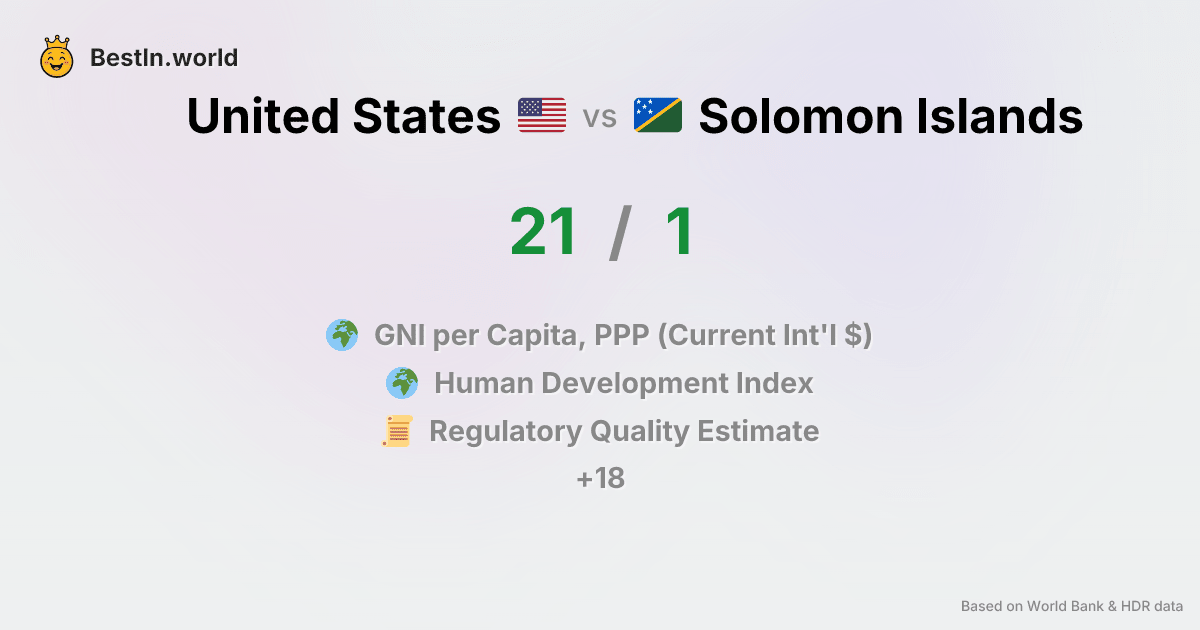 BestIn.world
United States vs Solomon Islands
21 / 1
GNI per Capita, PPP (Current Int'l $)
Human Development Index
Regulatory Quality Estimate
+18
Based on World Bank & HDR data